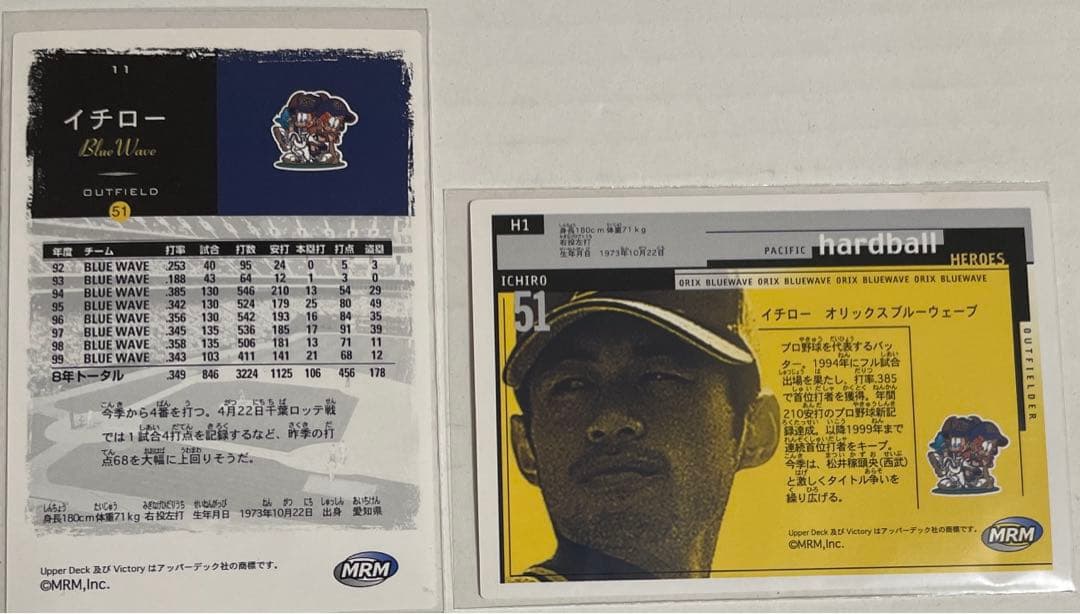 11
イチロー
Blue Wave
OUTFIELD
51
年度 チーム 打率 試合 打数 安打 本塁打 打点 盗塁
92 BLUE WAVE .253 40 95 24 0 5 3
93 BLUE WAVE .188 43 64 12 1 3 0
94 BLUE WAVE .385 130 546 210 13 54 29
95 BLUE WAVE .342 130 524 179 25 80 49
96 BLUE WAVE .356 130 542 193 16 84 35
97 BLUE WAVE .345 135 536 185 17 91 39
98 BLUE WAVE .358 135 506 181 13 71 11
99 BLUE WAVE .343 103 411 141 21 68 12
8年トータル .349 846 3224 1125 106 456 178
今季から4番を打つ。4月22日千葉ロッテ戦
では1試合4打点を記録するなど、昨季の打
点68を大幅に上回りそうだ。
身長180cm 体重71kg 右投左打 生年月日 1973年10月22日 出身 愛知県
Upper Deck 及び Victory はアッパーデック社の商標です。
©MRM,Inc.
MRM
H1
身長180cm 体重71kg
右投左打
生年月日 1973年10月22日
PACIFIC hardball
HEROES
ICHIRO
51
ORIX BLUEWAVE ORIX BLUEWAVE ORIX BLUEWAVE ORIX BLUEWAVE
イチロー オリックスブルーウェーブ
プロ野球を代表するバッ
ター。1994年にフル試合
出場を果たし、打率.385
で首位打者を獲得。年間
210安打のプロ野球新記
録達成。以降1999年まで
連続首位打者をキープ。
今季は、松井稼頭央(西武)
と激しくタイトル争いを
繰り広げる。
OUTFIELDER
Upper Deck 及び Victory はアッパーデック社の商標です。
©MRM,Inc.
MRM